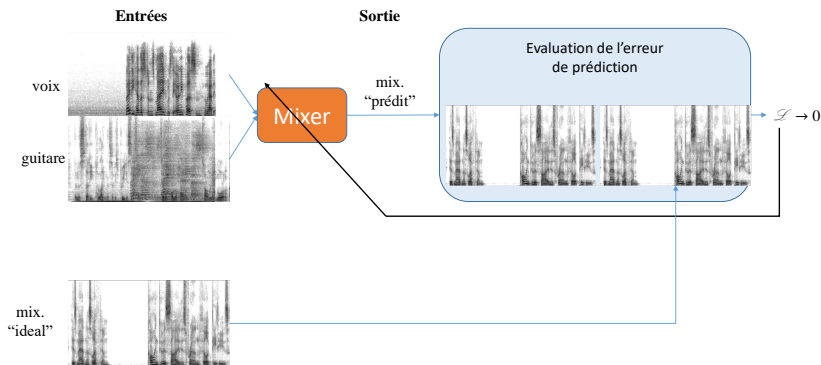 Entrées
Sortie
voix
guitare
Mixer
mix.
“prédit”
Evaluation de l’erreur
de prédiction
ℒ → 0
mix.
“ideal”